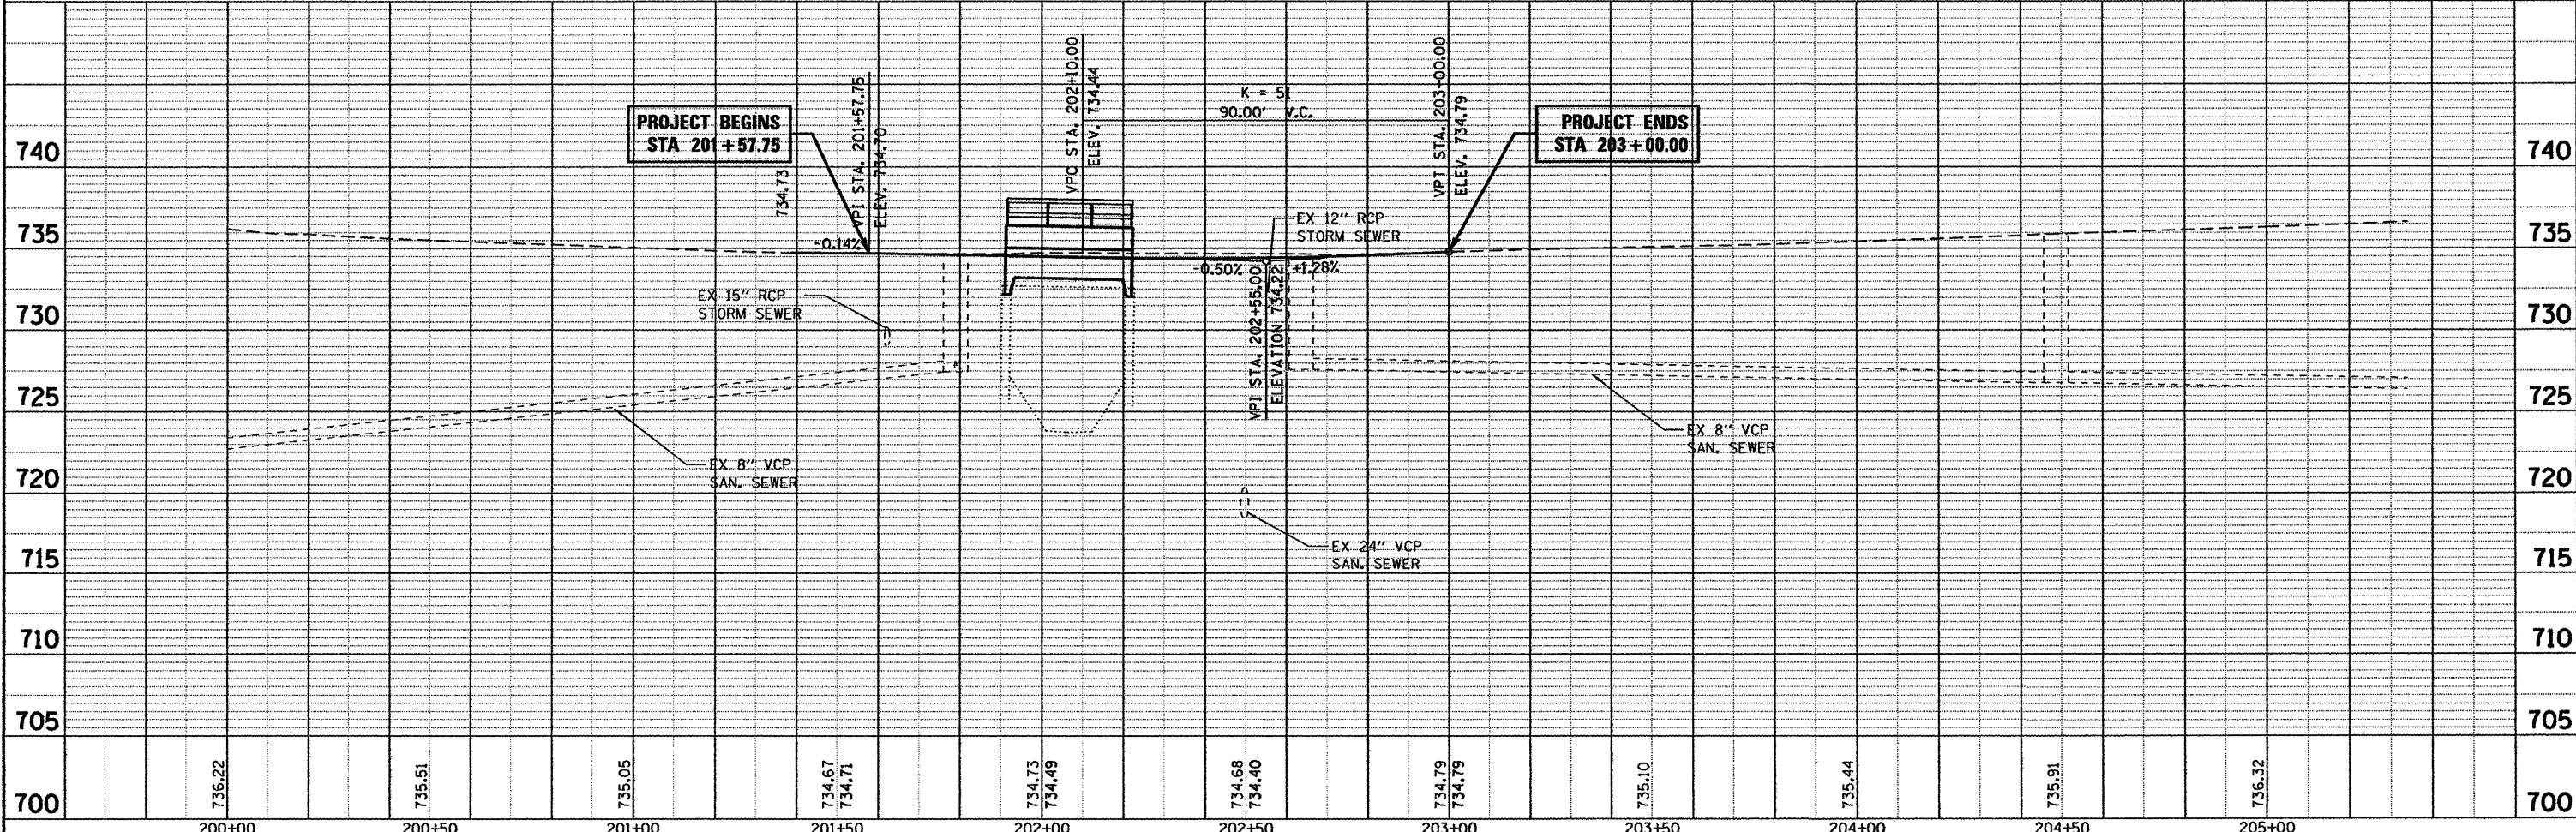 740
735
730
725
720
715
710
705
700
740
735
730
725
720
715
710
705
700
PROJECT BEGINS
STA 201+57.75
734.73
VPI STA. 201+57.75
ELEV. 734.70
VPC STA. 202+10.00
ELEV. 734.44
K = 51
90.00' V.C.
VPT STA. 203+00.00
ELEV. 734.79
PROJECT ENDS
STA 203+00.00
-0.14%
EX 12" RCP
STORM SEWER
-0.50%
+1.28%
VPI STA. 202+55.00
ELEVATION 734.22
EX 15" RCP
STORM SEWER
EX 8" VCP
SAN. SEWER
EX 8" VCP
SAN. SEWER
EX 24" VCP
SAN. SEWER
736.22
735.51
735.05
734.67
734.71
734.73
734.49
734.68
734.40
734.79
734.79
735.10
735.44
735.91
736.32
200+00
200+50
201+00
201+50
202+00
202+50
203+00
203+50
204+00
204+50
205+00